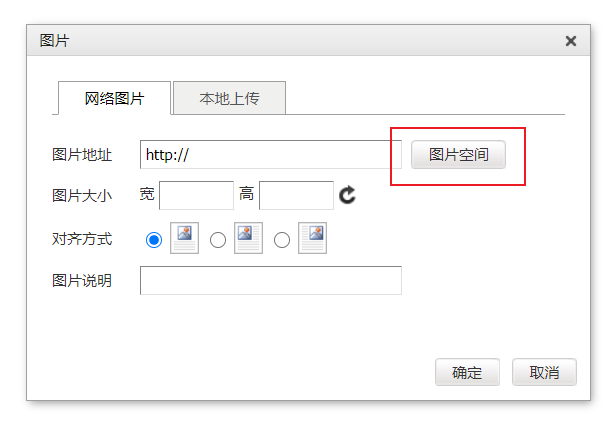 图片
网络图片 本地上传
图片地址 http:// 图片空间
图片大小 宽 高
对齐方式
图片说明
确定 取消